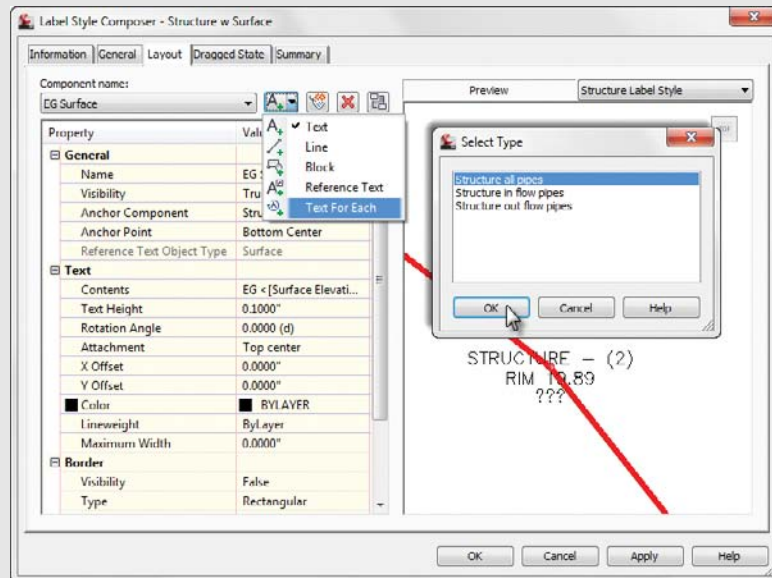 Label Style Composer - Structure w Surface
Information General Layout Dragged State Summary
Component name:
EG Surface
Preview
Structure Label Style
Text
Line
Block
Reference Text
Text For Each
Property
General
Name
Visibility Tru
Anchor Component Stru
Anchor Point Bottom Center
Reference Text Object Type Surface
Text
Contents EG <[Surface Elevati...
Text Height 0.1000"
Rotation Angle 0.0000 (d)
Attachment Top center
X Offset 0.0000"
Y Offset 0.0000"
Color BYLAYER
Lineweight ByLayer
Maximum Width 0.0000"
Border
Visibility False
Type Rectangular
Select Type
Structure all pipes
Structure in flow pipes
Structure out flow pipes
OK Cancel Help
STRUCTURE - (2)
RIM 19.89
???
OK Cancel Apply Help